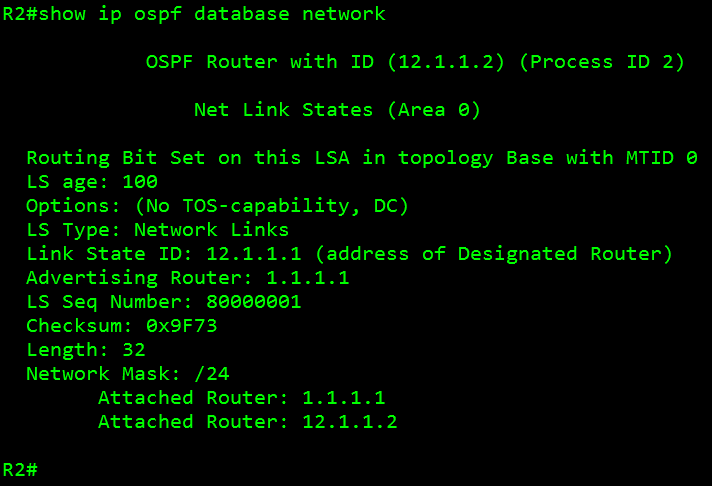 R2#show ip ospf database network
OSPF Router with ID (12.1.1.2) (Process ID 2)
Net Link States (Area 0)
Routing Bit Set on this LSA in topology Base with MTID 0
LS age: 100
Options: (No TOS-capability, DC)
LS Type: Network Links
Link State ID: 12.1.1.1 (address of Designated Router)
Advertising Router: 1.1.1.1
LS Seq Number: 80000001
Checksum: 0x9F73
Length: 32
Network Mask: /24
Attached Router: 1.1.1.1
Attached Router: 12.1.1.2
R2#